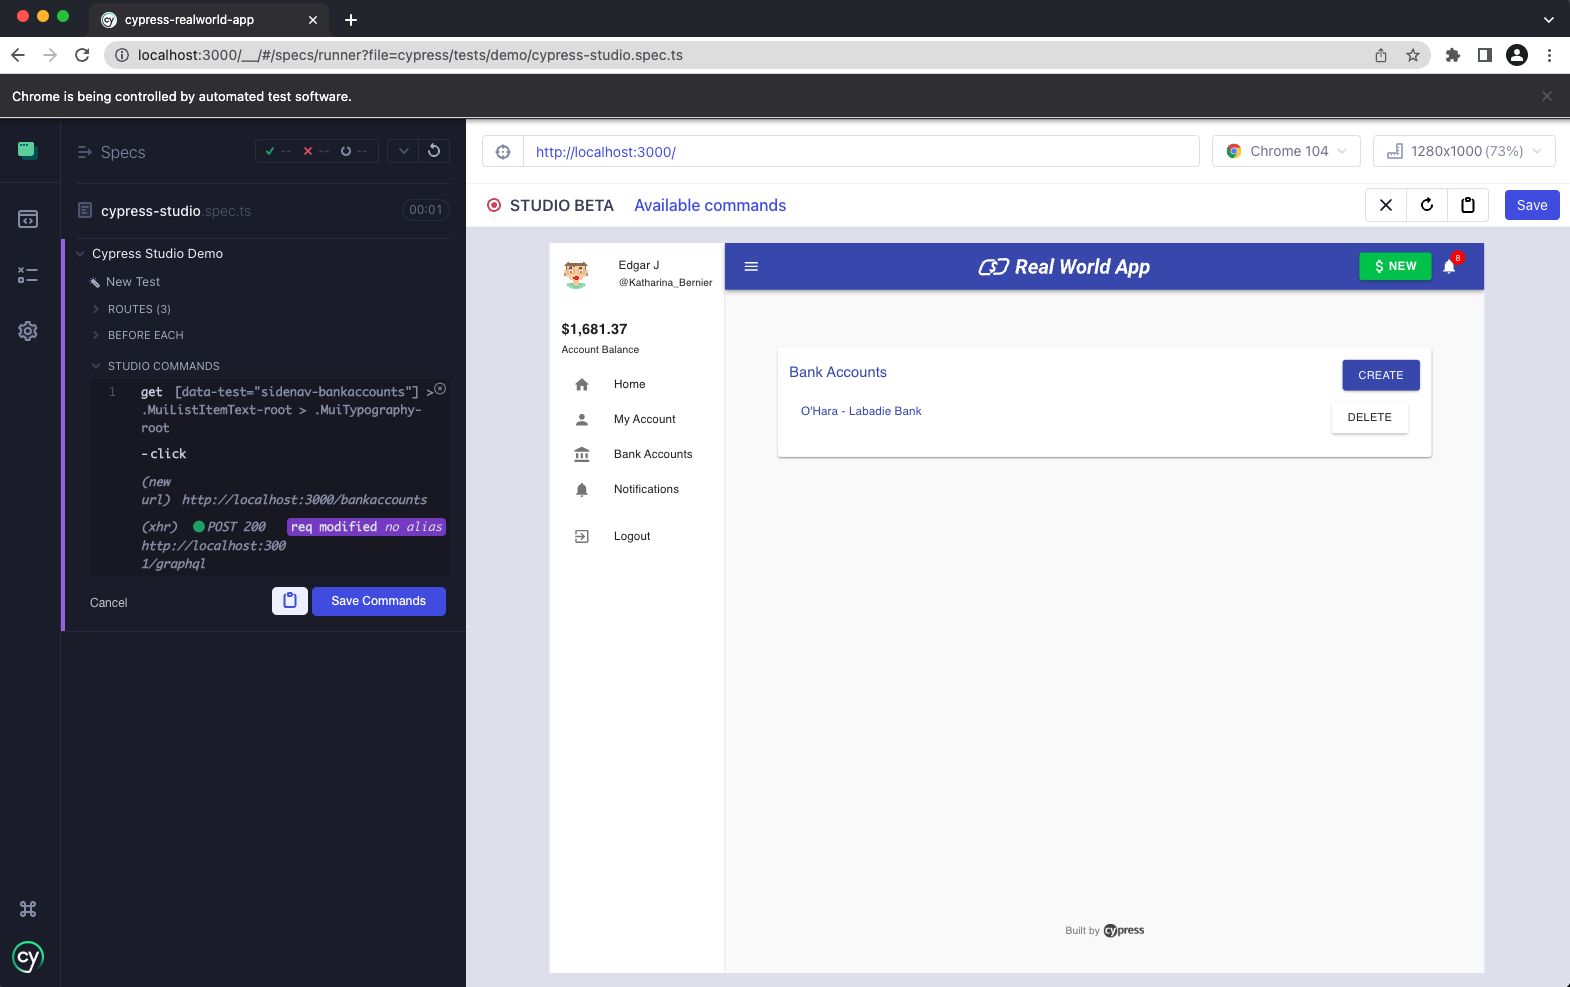 cypress-realworld-app
localhost:3000/__/#/specs/runner?file=cypress/tests/demo/cypress-studio.spec.ts
Chrome is being controlled by automated test software.
Specs
-- -- --
cypress-studio.spec.ts 00:01
Cypress Studio Demo
New Test
ROUTES (3)
BEFORE EACH
STUDIO COMMANDS
1 get [data-test="sidenav-bankaccounts"] >
.MuiListItemText-root > .MuiTypography-
root
-click
(new
url) http://localhost:3000/bankaccounts
(xhr) POST 200 req modified no alias
http://localhost:300
1/graphql
Cancel
Save Commands
cy
http://localhost:3000/
Chrome 104
1280x1000 (73%)
STUDIO BETA
Available commands
Save
Edgar J
@Katharina_Bernier
$1,681.37
Account Balance
Home
My Account
Bank Accounts
Notifications
Logout
Real World App
$ NEW
8
Bank Accounts
CREATE
O'Hara - Labadie Bank
DELETE
Built by cypress